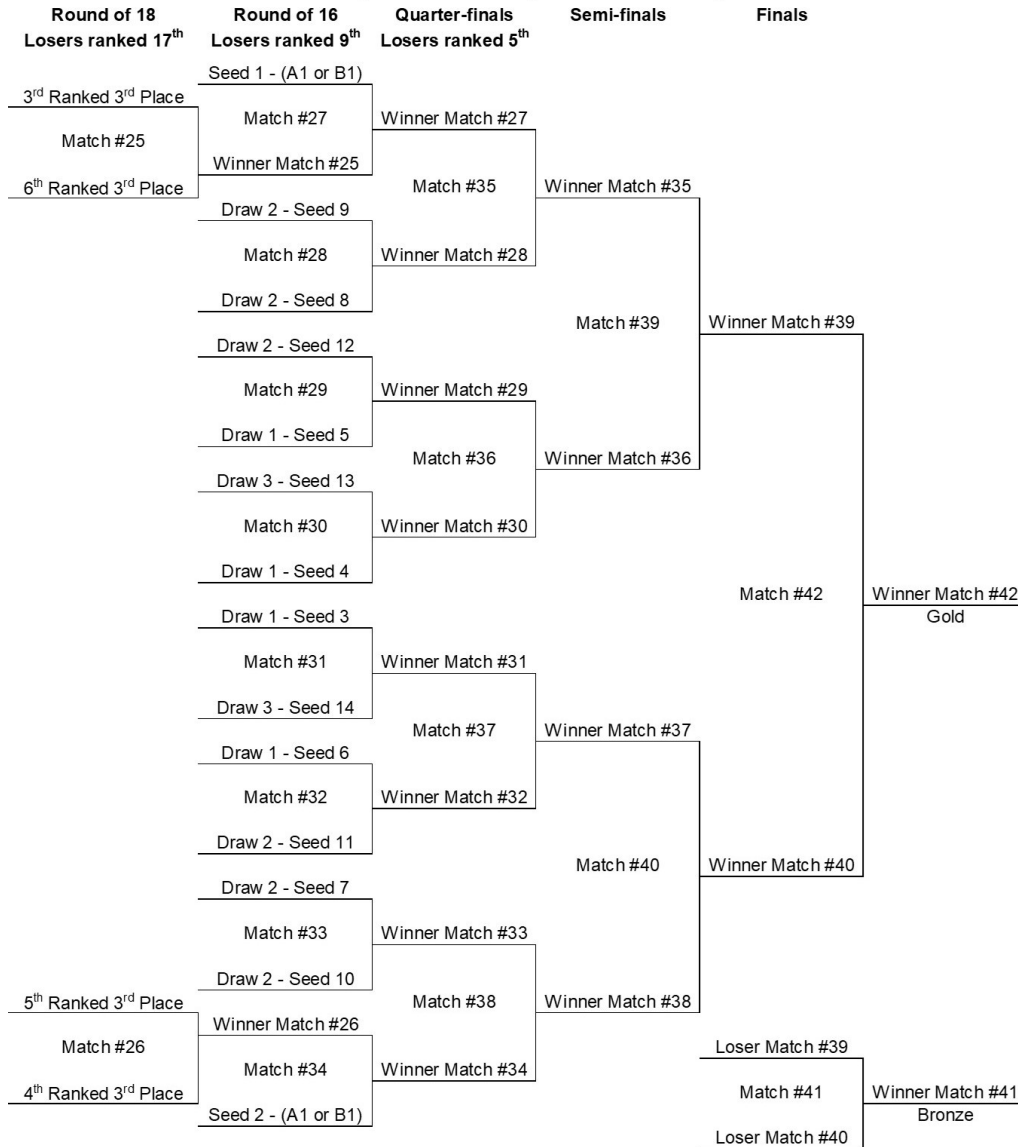 Round of 18
Losers ranked 17th
Round of 16
Losers ranked 9th
Quarter-finals
Losers ranked 5th
Semi-finals
Finals
3rd Ranked 3rd Place
Match #25
6th Ranked 3rd Place
5th Ranked 3rd Place
Match #26
4th Ranked 3rd Place
Seed 1 - (A1 or B1)
Match #27
Winner Match #25
Draw 2 - Seed 9
Match #28
Draw 2 - Seed 8
Draw 2 - Seed 12
Match #29
Draw 1 - Seed 5
Draw 3 - Seed 13
Match #30
Draw 1 - Seed 4
Draw 1 - Seed 3
Match #31
Draw 3 - Seed 14
Draw 1 - Seed 6
Match #32
Draw 2 - Seed 11
Draw 2 - Seed 7
Match #33
Draw 2 - Seed 10
Winner Match #26
Match #34
Seed 2 - (A1 or B1)
Winner Match #27
Match #35
Winner Match #28
Winner Match #29
Match #36
Winner Match #30
Winner Match #31
Match #37
Winner Match #32
Winner Match #33
Match #38
Winner Match #34
Winner Match #35
Match #39
Winner Match #36
Winner Match #37
Match #40
Winner Match #38
Winner Match #39
Match #42
Winner Match #40
Winner Match #42
Gold
Loser Match #39
Match #41
Loser Match #40
Winner Match #41
Bronze